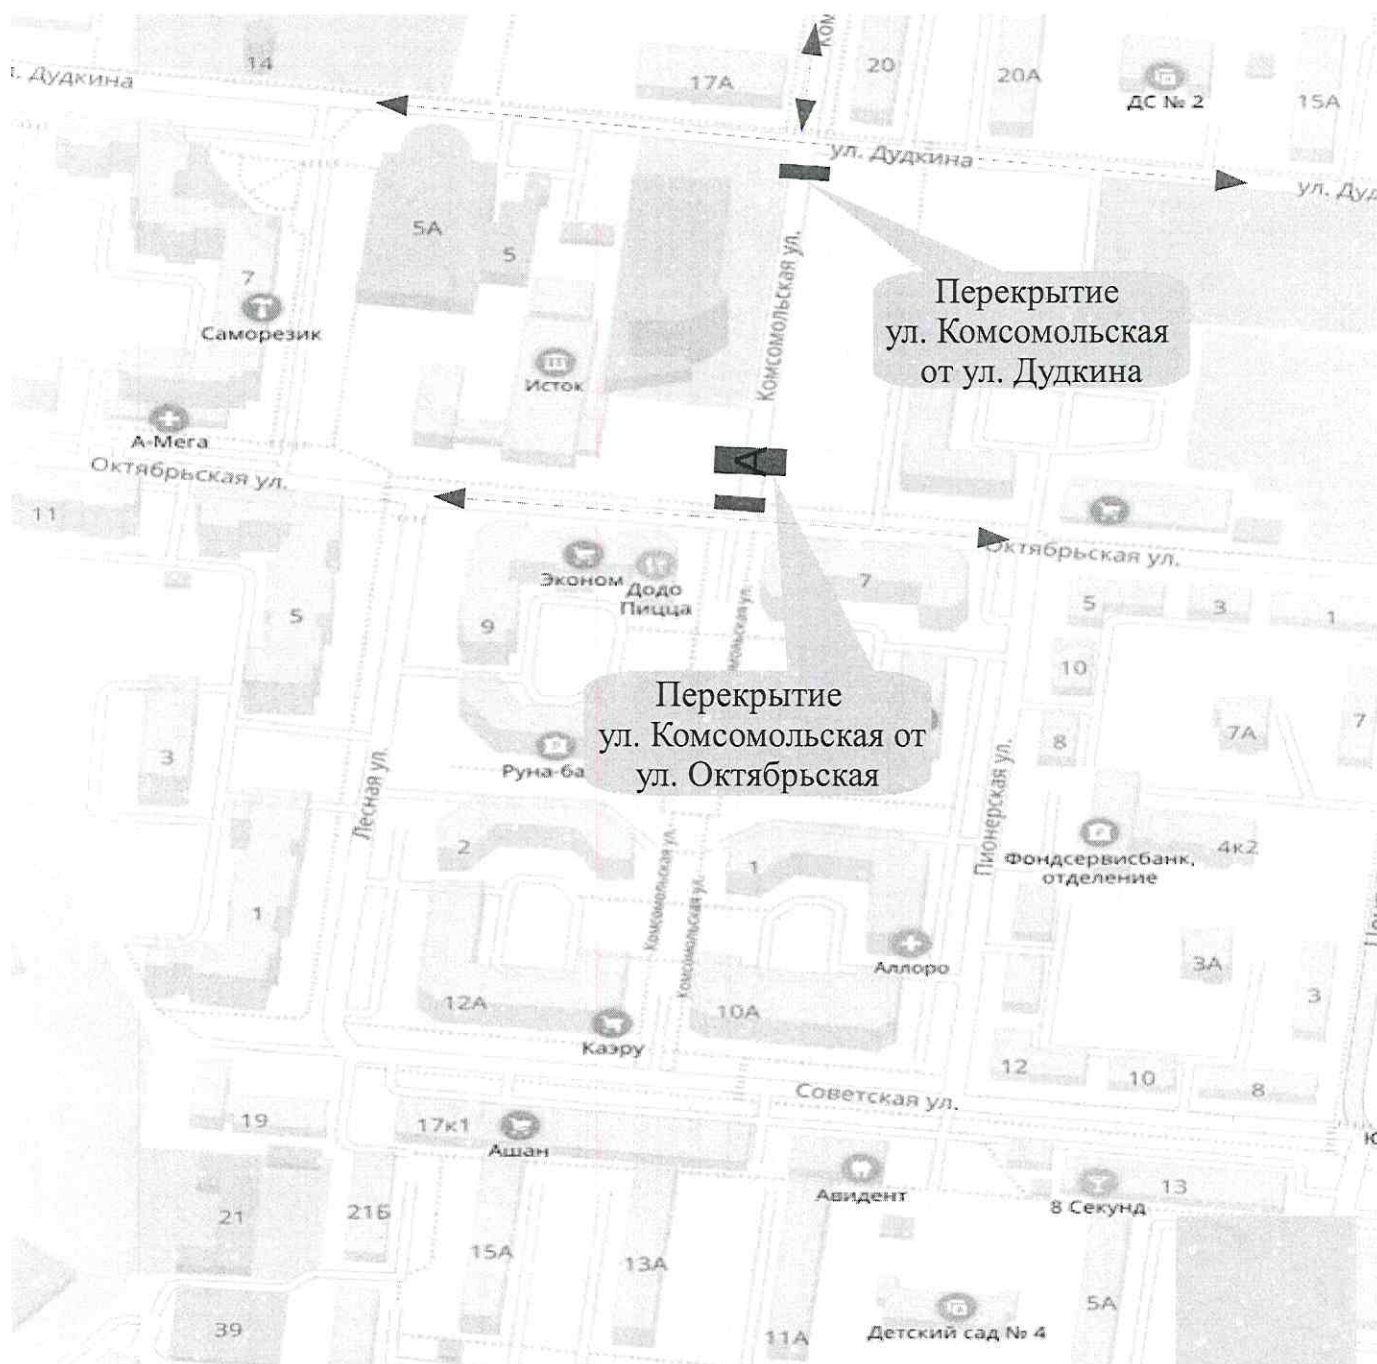 Ком
14
17А
20
20А
ДС № 2
15А
л. Дудкина
ул. Дудкина
ул. Дуд
5А
5
7
Саморезик
Комсомольская ул.
Перекрытие
ул. Комсомольская
от ул. Дудкина
Исток
А-Мега
А
Октябрьская ул.
11
Октябрьская ул.
Эконом
Додо
Пицца
7
5
3
1
5
9
мольская ул.
10
Перекрытие
ул. Комсомольская от
ул. Октябрьская
3
Руна-ба
8
7А
7
Лесная ул.
Пионерская ул.
2
1
Комсомольская ул.
Комсомольская ул.
Фондсервисбанк,
отделение
4к2
1
Аллоро
3А
3
12А
10А
Каэру
12
10
8
Советская ул.
19
17к1
Ашан
Авидент
8 Секунд
13
21
21Б
15А
13А
39
11А
Детский сад № 4
5А